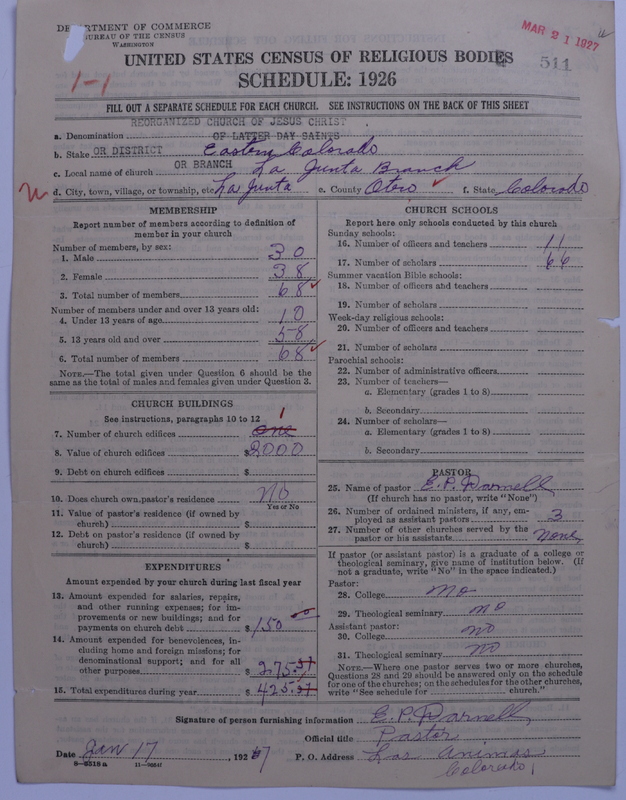 DEPARTMENT OF COMMERCE
BUREAU OF THE CENSUS
WASHINGTON
MAR 21 1927
511
1-1
UNITED STATES CENSUS OF RELIGIOUS BODIES
SCHEDULE: 1926
FILL OUT A SEPARATE SCHEDULE FOR EACH CHURCH. SEE INSTRUCTIONS ON THE BACK OF THIS SHEET
REORGANIZED CHURCH OF JESUS CHRIST
a. Denomination OF LATTER DAY SAINTS
b. Stake OR DISTRICT Eastern Colorado
c. Local name of church OR BRANCH La Junta Branch
d. City, town, village, or township, etc. La Junta e. County Otero f. State Colorado
MEMBERSHIP
Report number of members according to definition of
member in your church
Number of members, by sex:
1. Male 30
2. Female 38
3. Total number of members 68
Number of members under and over 13 years old:
4. Under 13 years of age 10
5. 13 years old and over 58
6. Total number of members 68
NOTE.—The total given under Question 6 should be the
same as the total of males and females given under Question 3.
CHURCH BUILDINGS
See instructions, paragraphs 10 to 12
7. Number of church edifices one 1
8. Value of church edifices $2000
9. Debt on church edifices $
10. Does church own pastor's residence No
Yes or No
11. Value of pastor's residence (if owned by
church) $
12. Debt on pastor's residence (if owned by
church) $
EXPENDITURES
Amount expended by your church during last fiscal year
13. Amount expended for salaries, repairs,
and other running expenses; for im-
provements or new buildings; and for
payments on church debt $150
14. Amount expended for benevolences, in-
cluding home and foreign missions; for
denominational support; and for all
other purposes $275.57
15. Total expenditures during year $425.57
CHURCH SCHOOLS
Report here only schools conducted by this church
Sunday schools:
16. Number of officers and teachers 11
17. Number of scholars 66
Summer vacation Bible schools:
18. Number of officers and teachers
19. Number of scholars
Week-day religious schools:
20. Number of officers and teachers
21. Number of scholars
Parochial schools:
22. Number of administrative officers
23. Number of teachers—
a. Elementary (grades 1 to 8)
b. Secondary
24. Number of scholars—
a. Elementary (grades 1 to 8)
b. Secondary
PASTOR
25. Name of pastor E. P. Darnell
(If church has no pastor, write "None")
26. Number of ordained ministers, if any, em-
ployed as assistant pastors 3
27. Number of other churches served by the
pastor or his assistants none
If pastor (or assistant pastor) is a graduate of a college or
theological seminary, give name of institution below. (If
not a graduate, write "No" in the space indicated.)
Pastor:
28. College no
29. Theological seminary no
Assistant pastor:
30. College no
31. Theological seminary no
NOTE.—Where one pastor serves two or more churches,
Questions 28 and 29 should be answered only on the schedule
for one of the churches; on the schedules for the other churches,
write "See schedule for church."
Signature of person furnishing information E. P. Darnell
Official title Pastor
Date Jan 17, 1927 P. O. Address Las Animas
Colorado
8-5318a 11-9864f